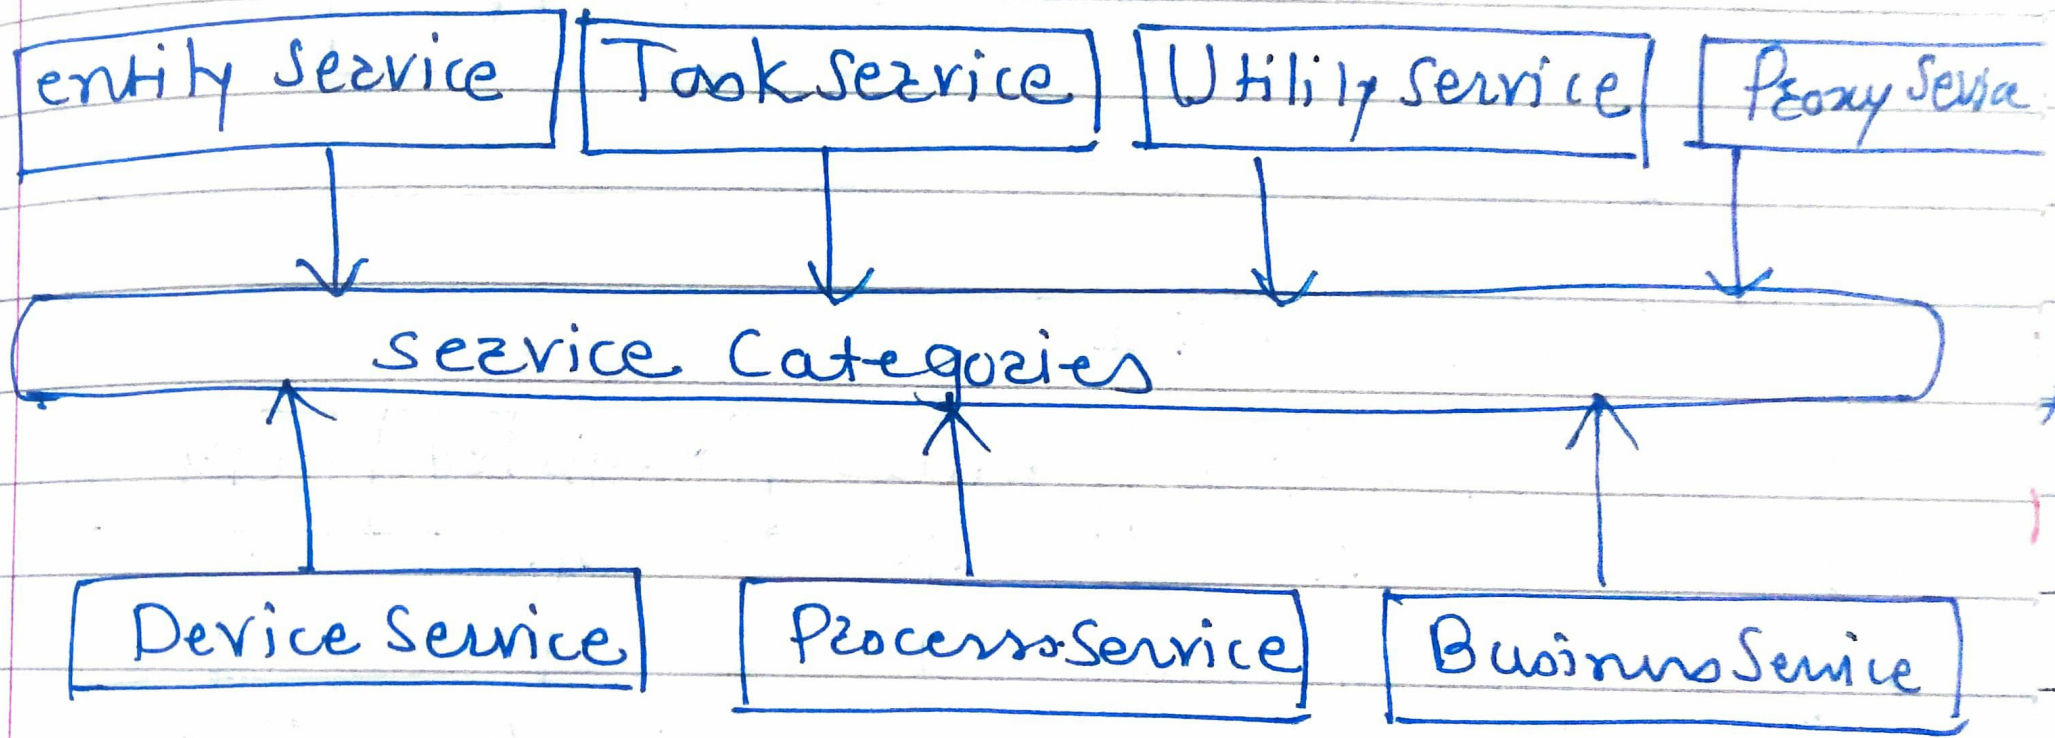 entity Service
Task Service
Utility Service
Proxy Service
Service Categories
Device Service
Process Service
Business Service